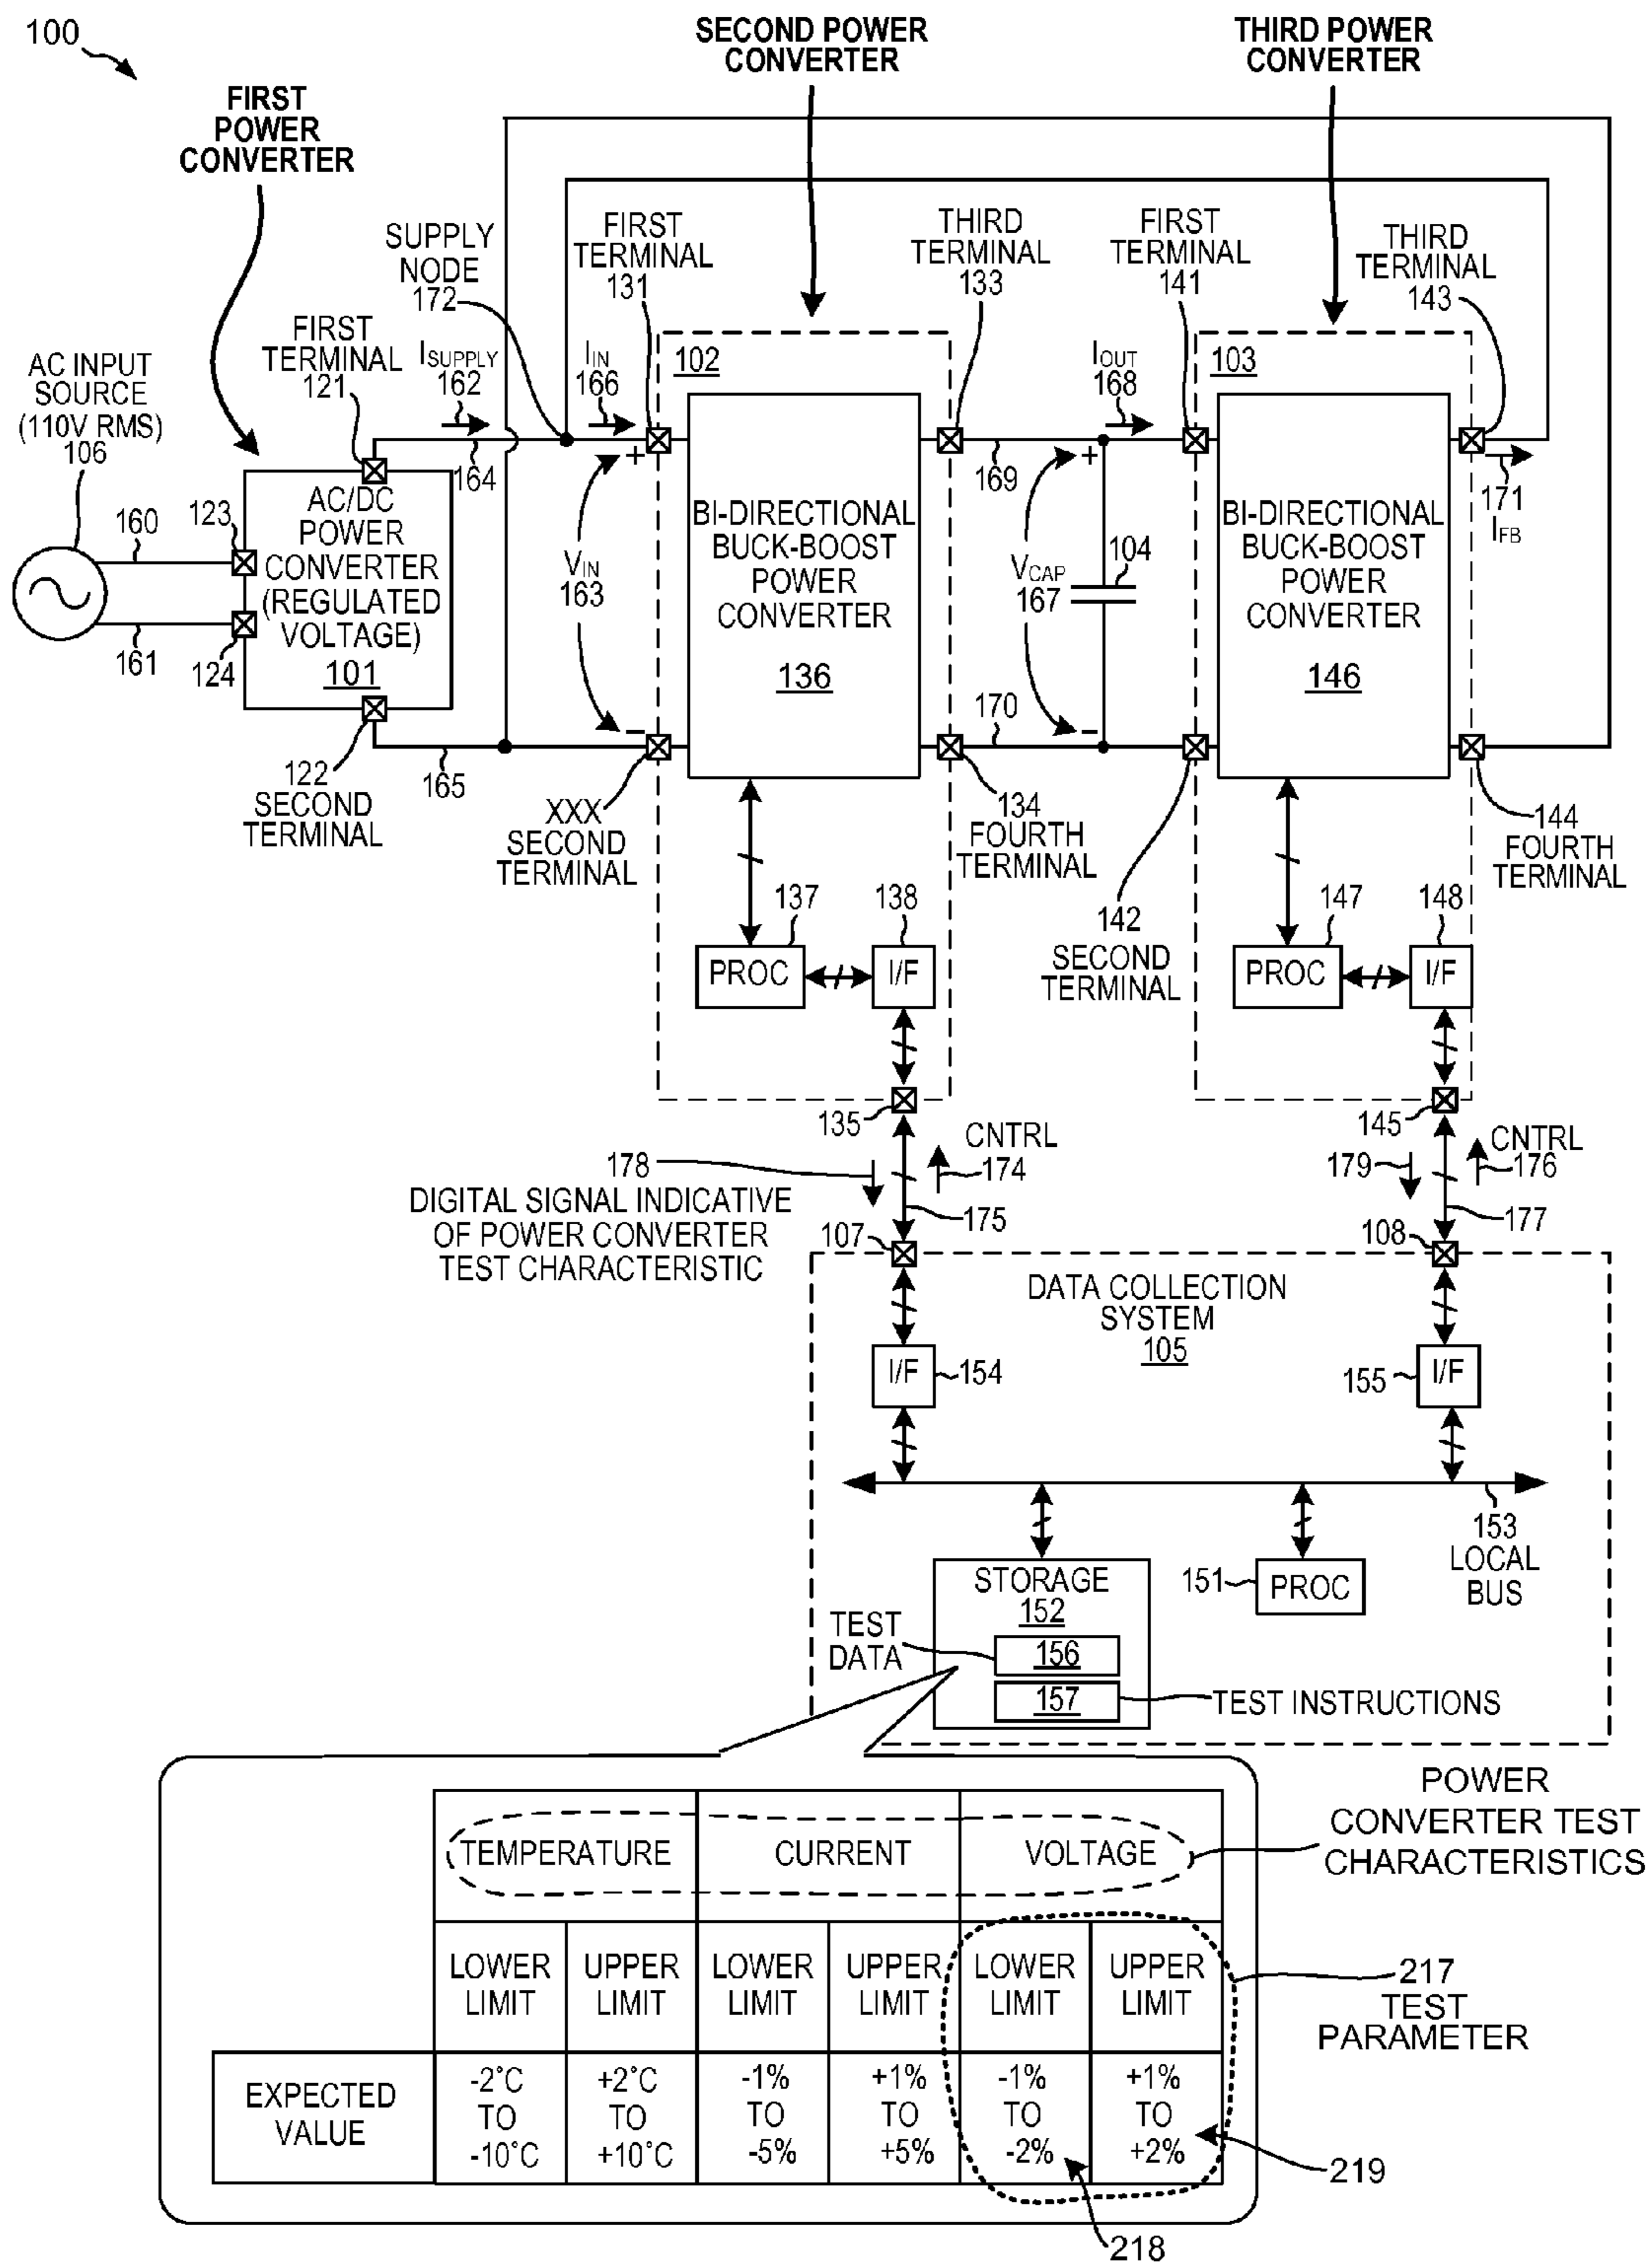 100
FIRST
POWER
CONVERTER
SECOND POWER
CONVERTER
THIRD POWER
CONVERTER
SUPPLY
NODE
172
FIRST
TERMINAL
131
THIRD
TERMINAL
133
FIRST
TERMINAL
141
THIRD
TERMINAL
143
AC INPUT
SOURCE
(110V RMS)
106
FIRST
TERMINAL
121
ISUPPLY
162
IIN
166
102
IOUT
168
103
164
169
171
IFB
160
161
123
124
AC/DC
POWER
CONVERTER
(REGULATED
VOLTAGE)
101
+
VIN
163
−
BI-DIRECTIONAL
BUCK-BOOST
POWER
CONVERTER
136
+
VCAP
167
−
104
BI-DIRECTIONAL
BUCK-BOOST
POWER
CONVERTER
146
170
122
SECOND
TERMINAL
165
XXX
SECOND
TERMINAL
134
FOURTH
TERMINAL
142
SECOND
TERMINAL
144
FOURTH
TERMINAL
137
138
PROC
I/F
147
148
PROC
I/F
135
145
178
DIGITAL SIGNAL INDICATIVE
OF POWER CONVERTER
TEST CHARACTERISTIC
CNTRL
174
175
179
CNTRL
176
177
107
108
DATA COLLECTION
SYSTEM
105
I/F
154
155
I/F
153
LOCAL
BUS
STORAGE
152
156
157
TEST
DATA
TEST INSTRUCTIONS
151
PROC
POWER
CONVERTER TEST
CHARACTERISTICS
TEMPERATURE CURRENT VOLTAGE
LOWER
LIMIT
UPPER
LIMIT
LOWER
LIMIT
UPPER
LIMIT
LOWER
LIMIT
UPPER
LIMIT
217
TEST
PARAMETER
EXPECTED
VALUE
-2°C
TO
-10°C
+2°C
TO
+10°C
-1%
TO
-5%
+1%
TO
+5%
-1%
TO
-2%
+1%
TO
+2%
219
218